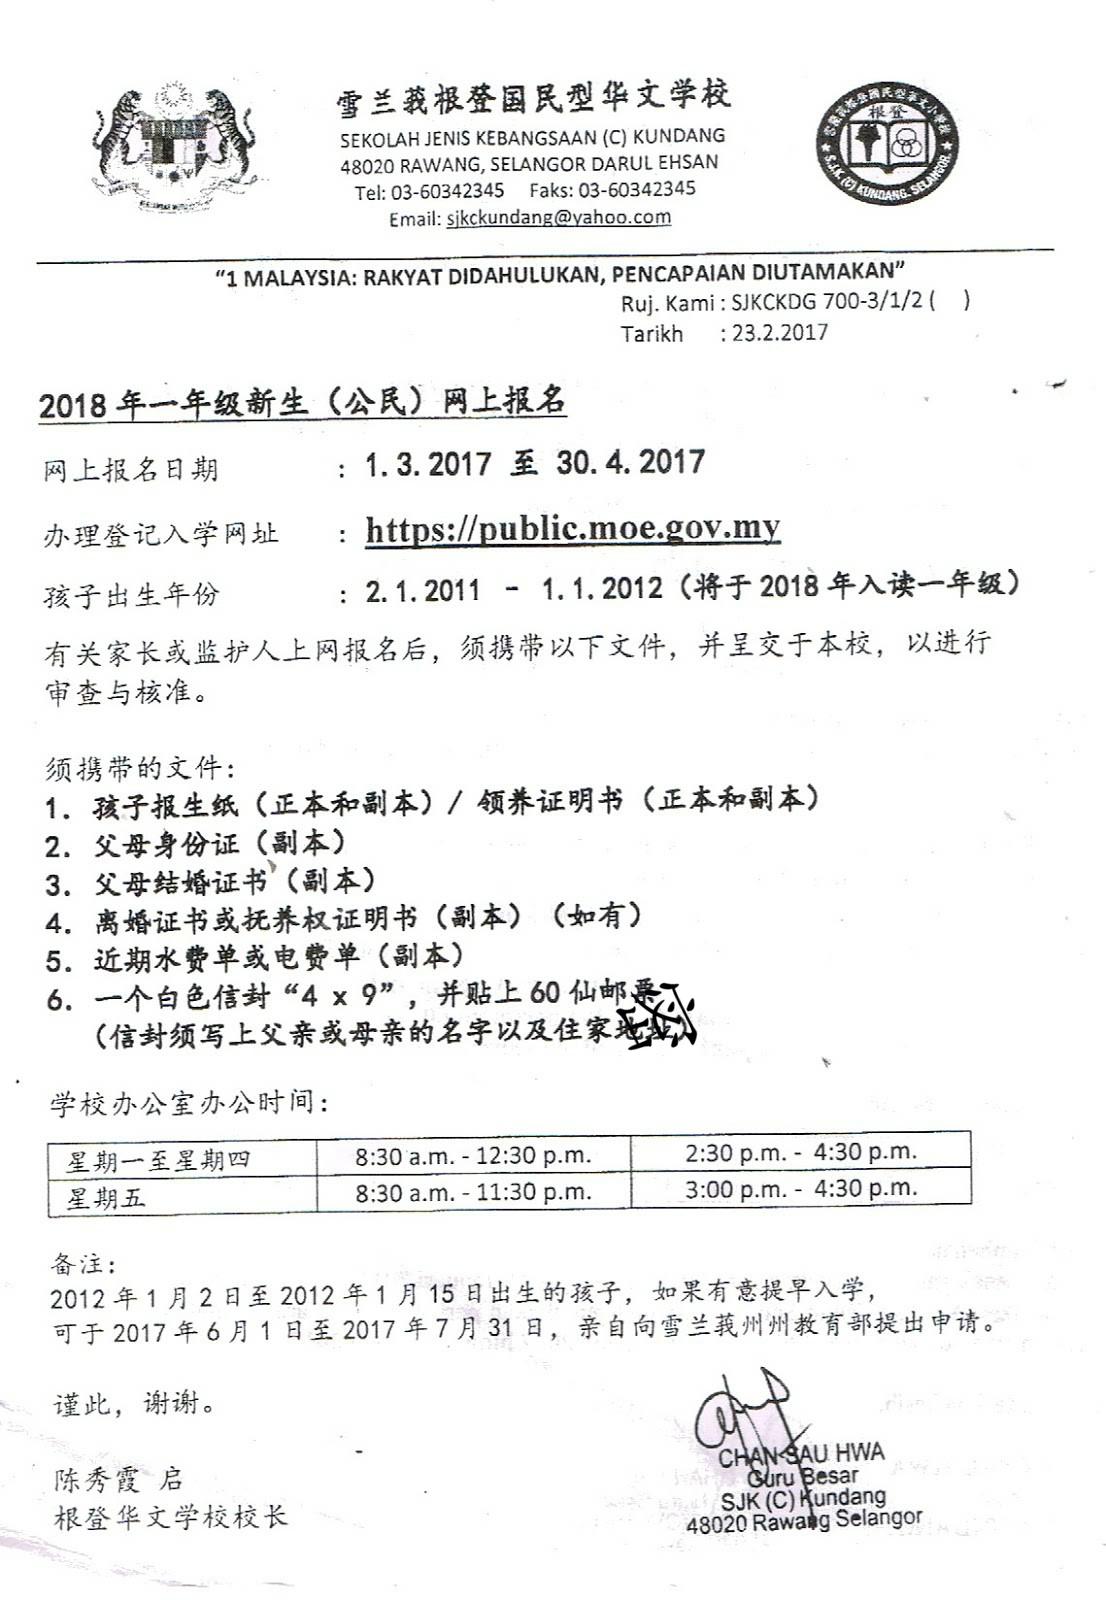 雪兰莪根登国民型华文学校
SEKOLAH JENIS KEBANGSAAN (C) KUNDANG
48020 RAWANG, SELANGOR DARUL EHSAN
Tel: 03-60342345 Faks: 03-60342345
Email: sjkckundang@yahoo.com
根登
S.J.K (C) KUNDANG, SELANGOR
“1 MALAYSIA: RAKYAT DIDAHULUKAN, PENCAPAIAN DIUTAMAKAN”
Ruj. Kami : SJKCKDG 700-3/1/2 ( )
Tarikh : 23.2.2017
2018 年一年级新生（公民）网上报名
网上报名日期 : 1.3.2017 至 30.4.2017
办理登记入学网址 : https://public.moe.gov.my
孩子出生年份 : 2.1.2011 - 1.1.2012（将于 2018 年入读一年级）
有关家长或监护人上网报名后，须携带以下文件，并呈交于本校，以进行
审查与核准。
须携带的文件：
1. 孩子报生纸（正本和副本）/ 领养证明书（正本和副本）
2. 父母身份证（副本）
3. 父母结婚证书（副本）
4. 离婚证书或抚养权证明书（副本）（如有）
5. 近期水费单或电费单（副本）
6. 一个白色信封“4 x 9”，并贴上 60 仙邮票
（信封须写上父亲或母亲的名字以及住家地址）
学校办公室办公时间：
星期一至星期四 8:30 a.m. - 12:30 p.m. 2:30 p.m. - 4:30 p.m.
星期五 8:30 a.m. - 11:30 p.m. 3:00 p.m. - 4:30 p.m.
备注：
2012 年 1 月 2 日至 2012 年 1 月 15 日出生的孩子，如果有意提早入学，
可于 2017 年 6 月 1 日至 2017 年 7 月 31 日，亲自向雪兰莪州州教育部提出申请。
谨此，谢谢。
陈秀霞 启
根登华文学校校长
CHAN SAU HWA
Guru Besar
SJK (C) Kundang
48020 Rawang Selangor